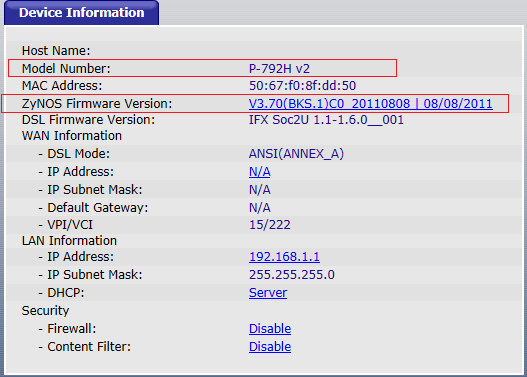 Device Information
Host Name:
Model Number: P-792H v2
MAC Address: 50:67:f0:8f:dd:50
ZyNOS Firmware Version: V3.70(BKS.1)C0_20110808 | 08/08/2011
DSL Firmware Version: IFX Soc2U 1.1-1.6.0__001
WAN Information
- DSL Mode: ANSI(ANNEX_A)
- IP Address: N/A
- IP Subnet Mask: N/A
- Default Gateway: N/A
- VPI/VCI 15/222
LAN Information
- IP Address: 192.168.1.1
- IP Subnet Mask: 255.255.255.0
- DHCP: Server
Security
- Firewall: Disable
- Content Filter: Disable